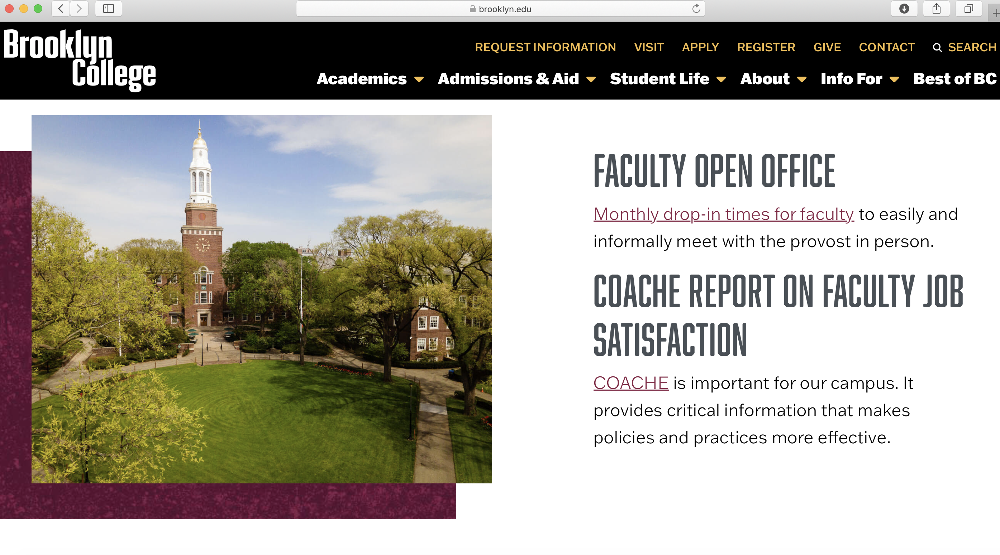 brooklyn.edu
Brooklyn
College
REQUEST INFORMATION VISIT APPLY REGISTER GIVE CONTACT SEARCH
Academics Admissions & Aid Student Life About Info For Best of BC
FACULTY OPEN OFFICE
Monthly drop-in times for faculty to easily and
informally meet with the provost in person.
COACHE REPORT ON FACULTY JOB
SATISFACTION
COACHE is important for our campus. It
provides critical information that makes
policies and practices more effective.